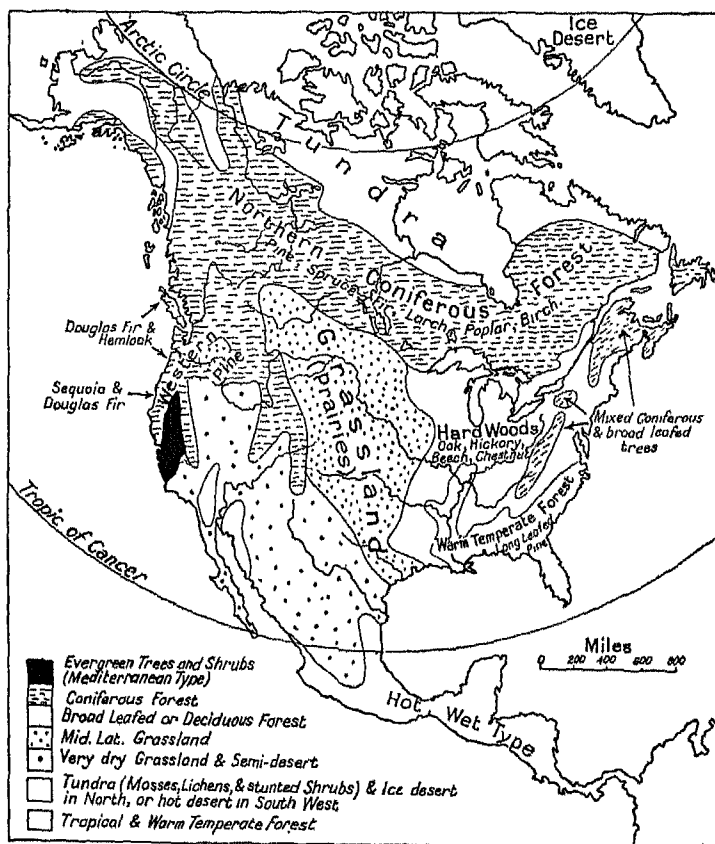 Arctic Circle
Ice
Desert
Tundra
Northern Coniferous Forest
Pine, Spruce, Fir, Larch, Poplar, Birch.
Douglas Fir &
Hemlock
Western
Pine
Sequoia &
Douglas Fir
Grassland
(Prairies)
Hard Woods
Oak, Hickory,
Beech, Chestnut
Mixed Coniferous
& broad leafed
trees
Warm Temperate Forest
Long Leafed
Pine
Tropic of Cancer
Miles
0 200 400 600 800
Hot Wet Type
Evergreen Trees and Shrubs
(Mediterranean Type)
Coniferous Forest
Broad Leafed or Deciduous Forest
Mid. Lat. Grassland
Very dry Grassland & Semi-desert
Tundra (Mosses, Lichens, & stunted Shrubs) & Ice desert
in North, or hot desert in South West
Tropical & Warm Temperate Forest